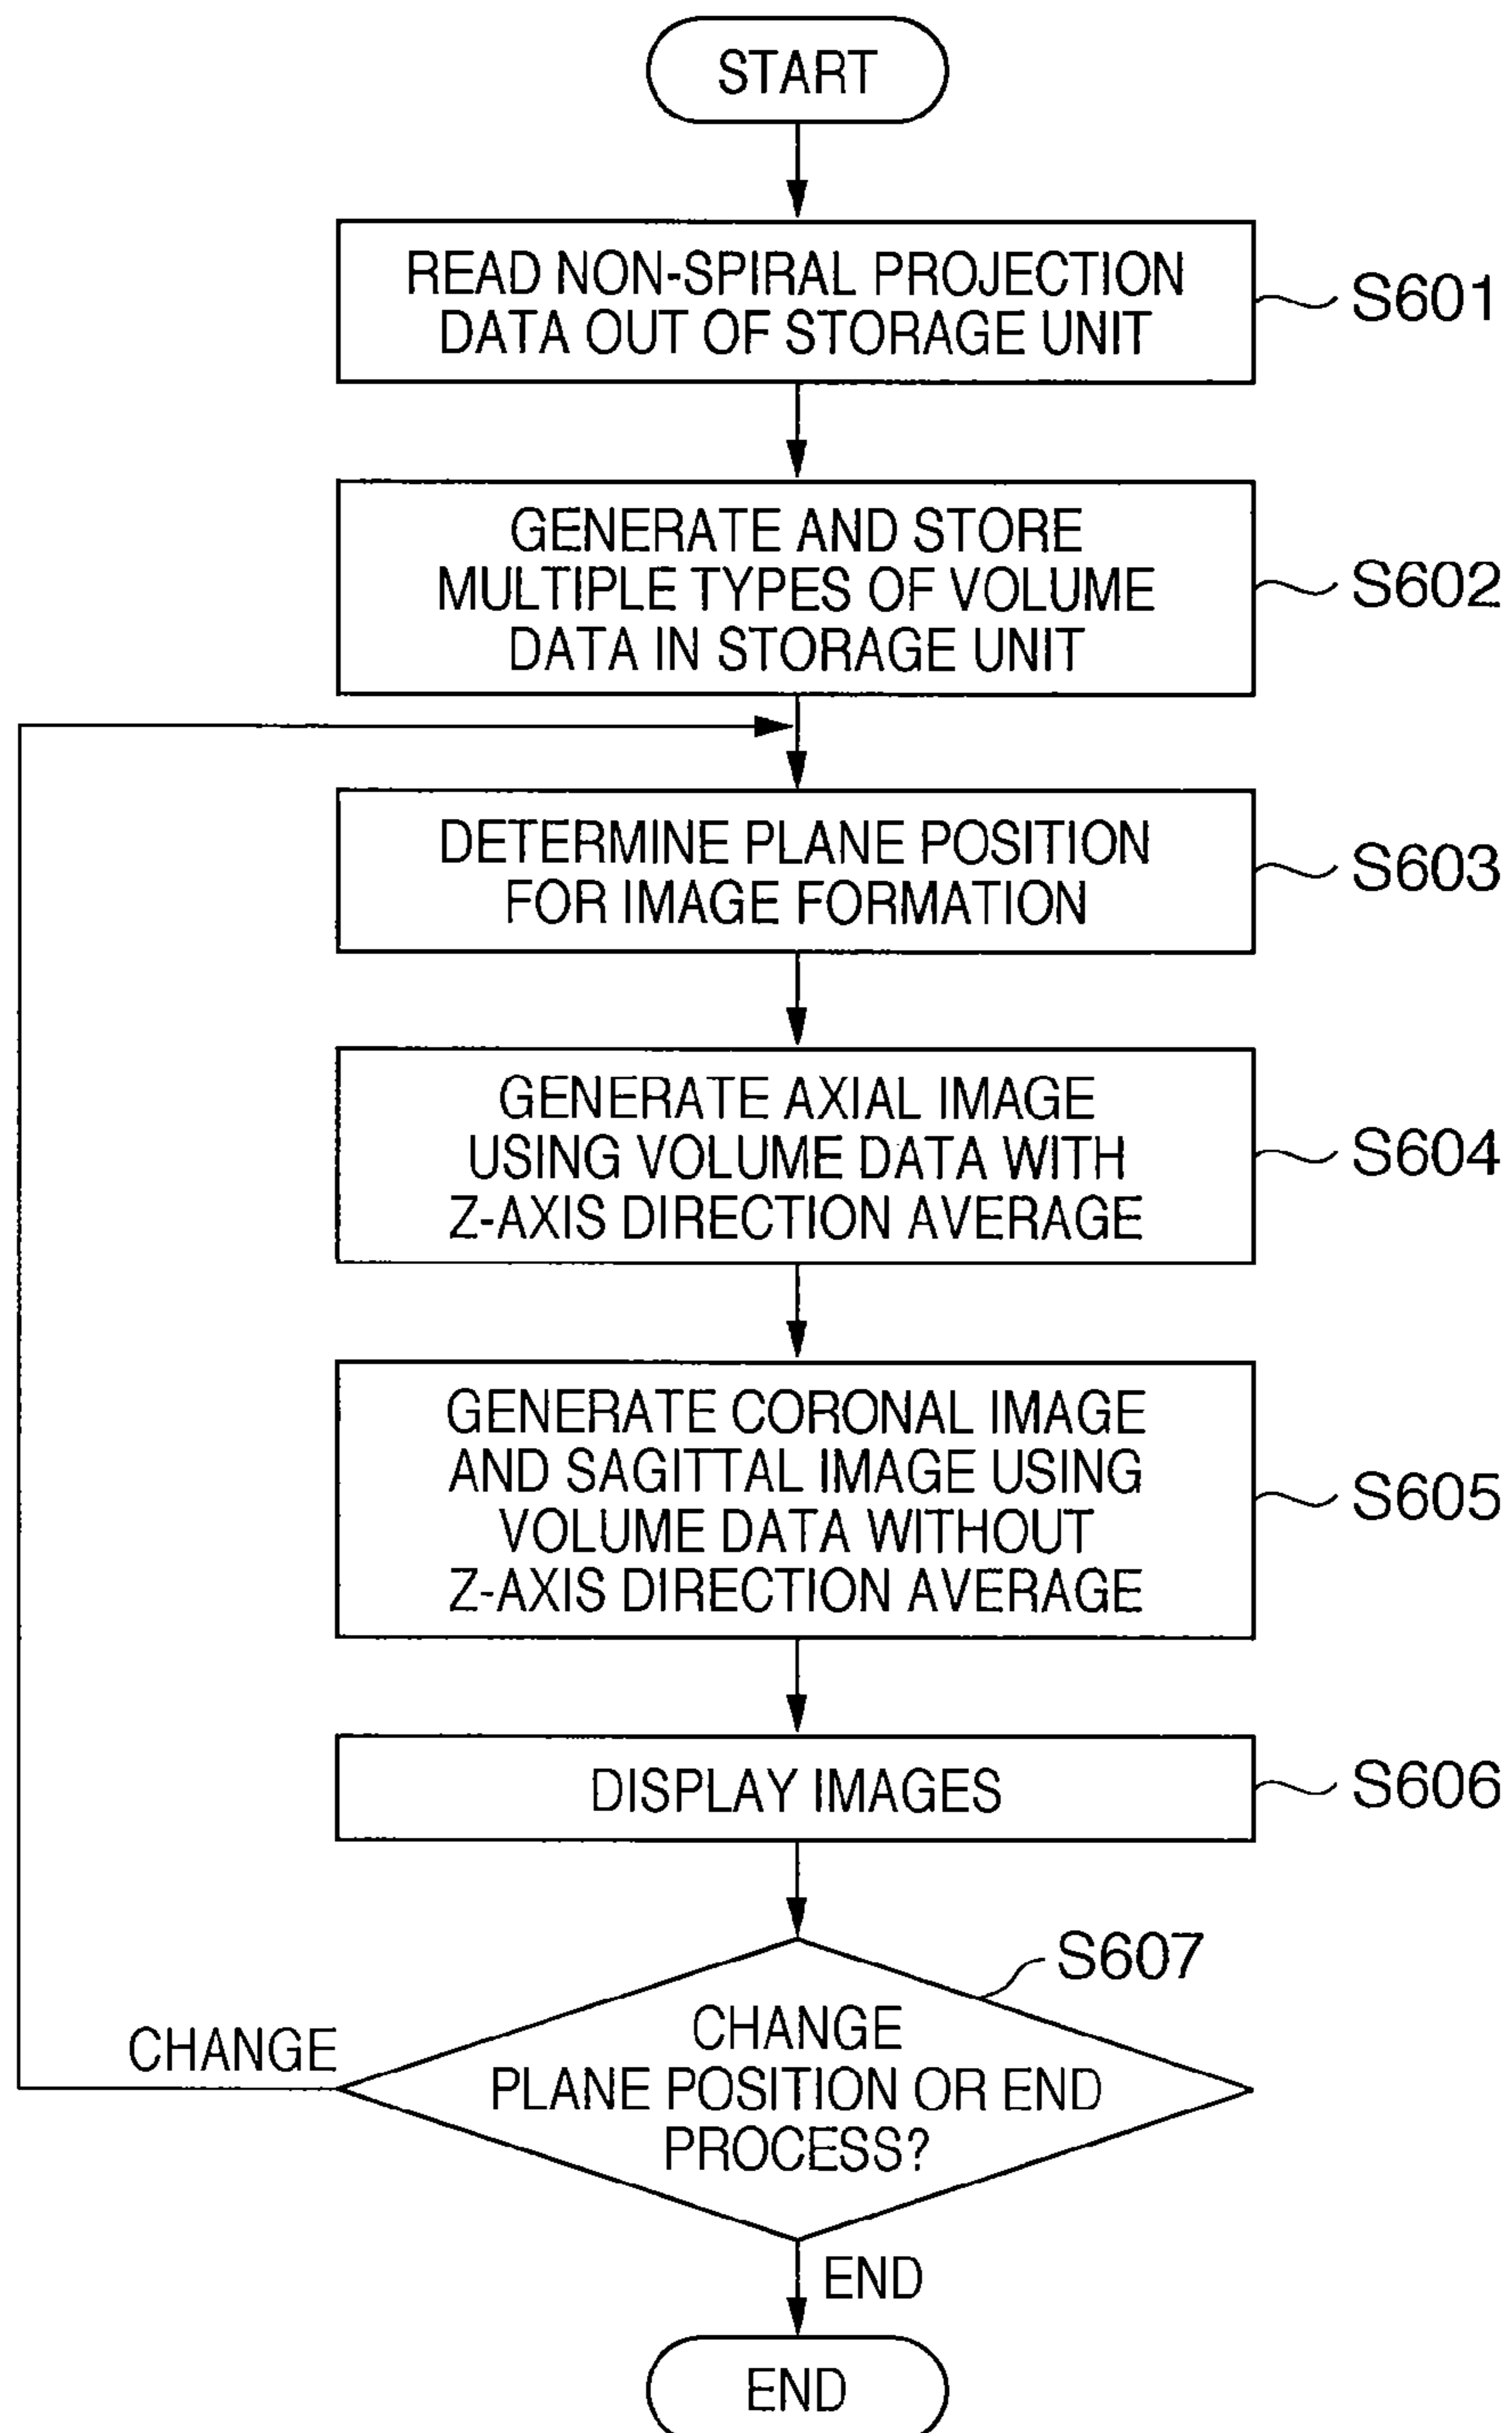 START
READ NON-SPIRAL PROJECTION
DATA OUT OF STORAGE UNIT
S601
GENERATE AND STORE
MULTIPLE TYPES OF VOLUME
DATA IN STORAGE UNIT
S602
DETERMINE PLANE POSITION
FOR IMAGE FORMATION
S603
GENERATE AXIAL IMAGE
USING VOLUME DATA WITH
Z-AXIS DIRECTION AVERAGE
S604
GENERATE CORONAL IMAGE
AND SAGITTAL IMAGE USING
VOLUME DATA WITHOUT
Z-AXIS DIRECTION AVERAGE
S605
DISPLAY IMAGES
S606
S607
CHANGE
PLANE POSITION OR END
PROCESS?
CHANGE
END
END